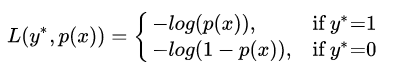 L(y*, p(x)) = { −log(p(x)), if y*=1
−log(1 − p(x)), if y*=0